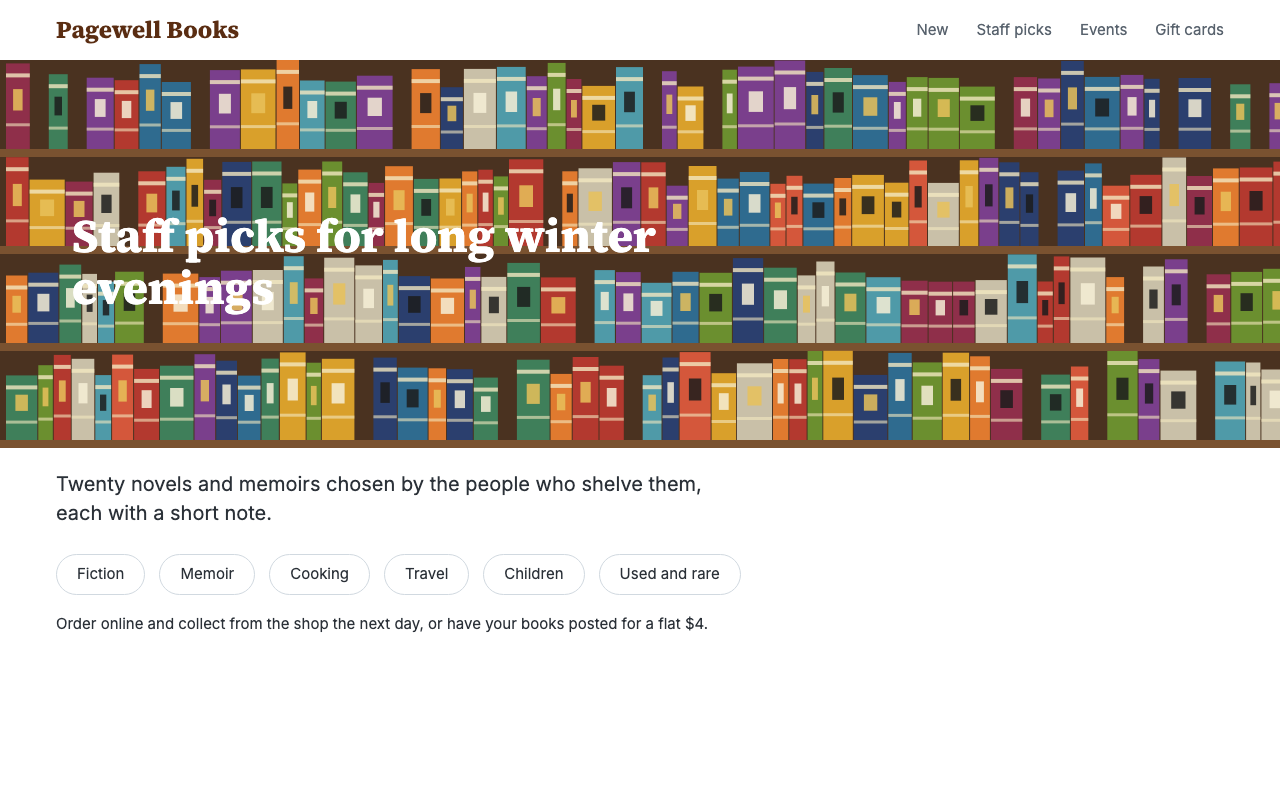 Pagewell Books
New Staff picks Events Gift cards
Staff picks for long winter
evenings
Twenty novels and memoirs chosen by the people who shelve them,
each with a short note.
Fiction Memoir Cooking Travel Children Used and rare
Order online and collect from the shop the next day, or have your books posted for a flat $4.